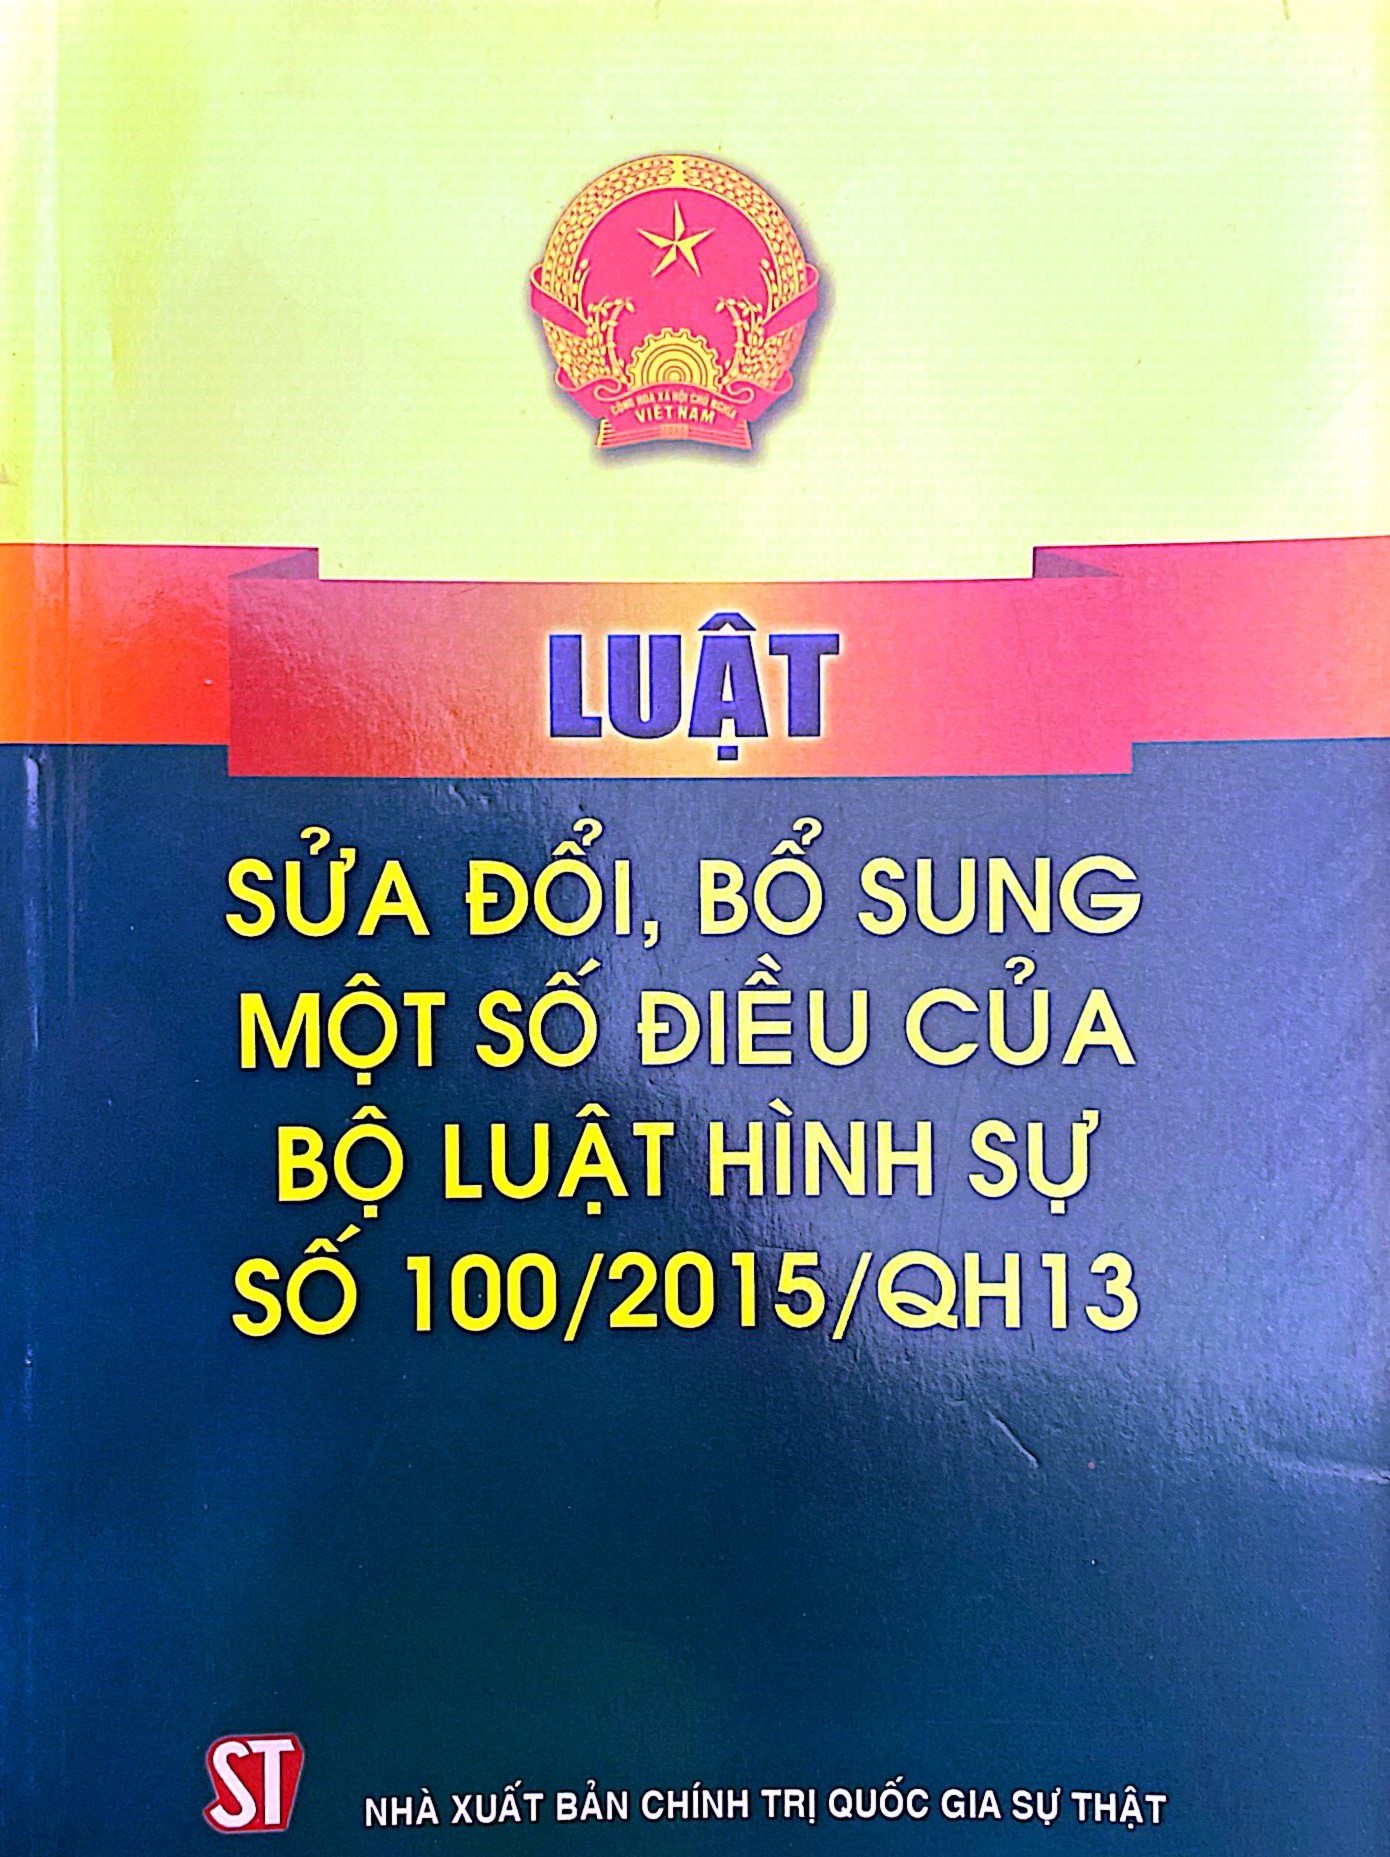 CỘNG HÒA XÃ HỘI CHỦ NGHĨA
VIỆT NAM
LUẬT
SỬA ĐỔI, BỔ SUNG
MỘT SỐ ĐIỀU CỦA
BỘ LUẬT HÌNH SỰ
SỐ 100/2015/QH13
ST
NHÀ XUẤT BẢN CHÍNH TRỊ QUỐC GIA SỰ THẬT